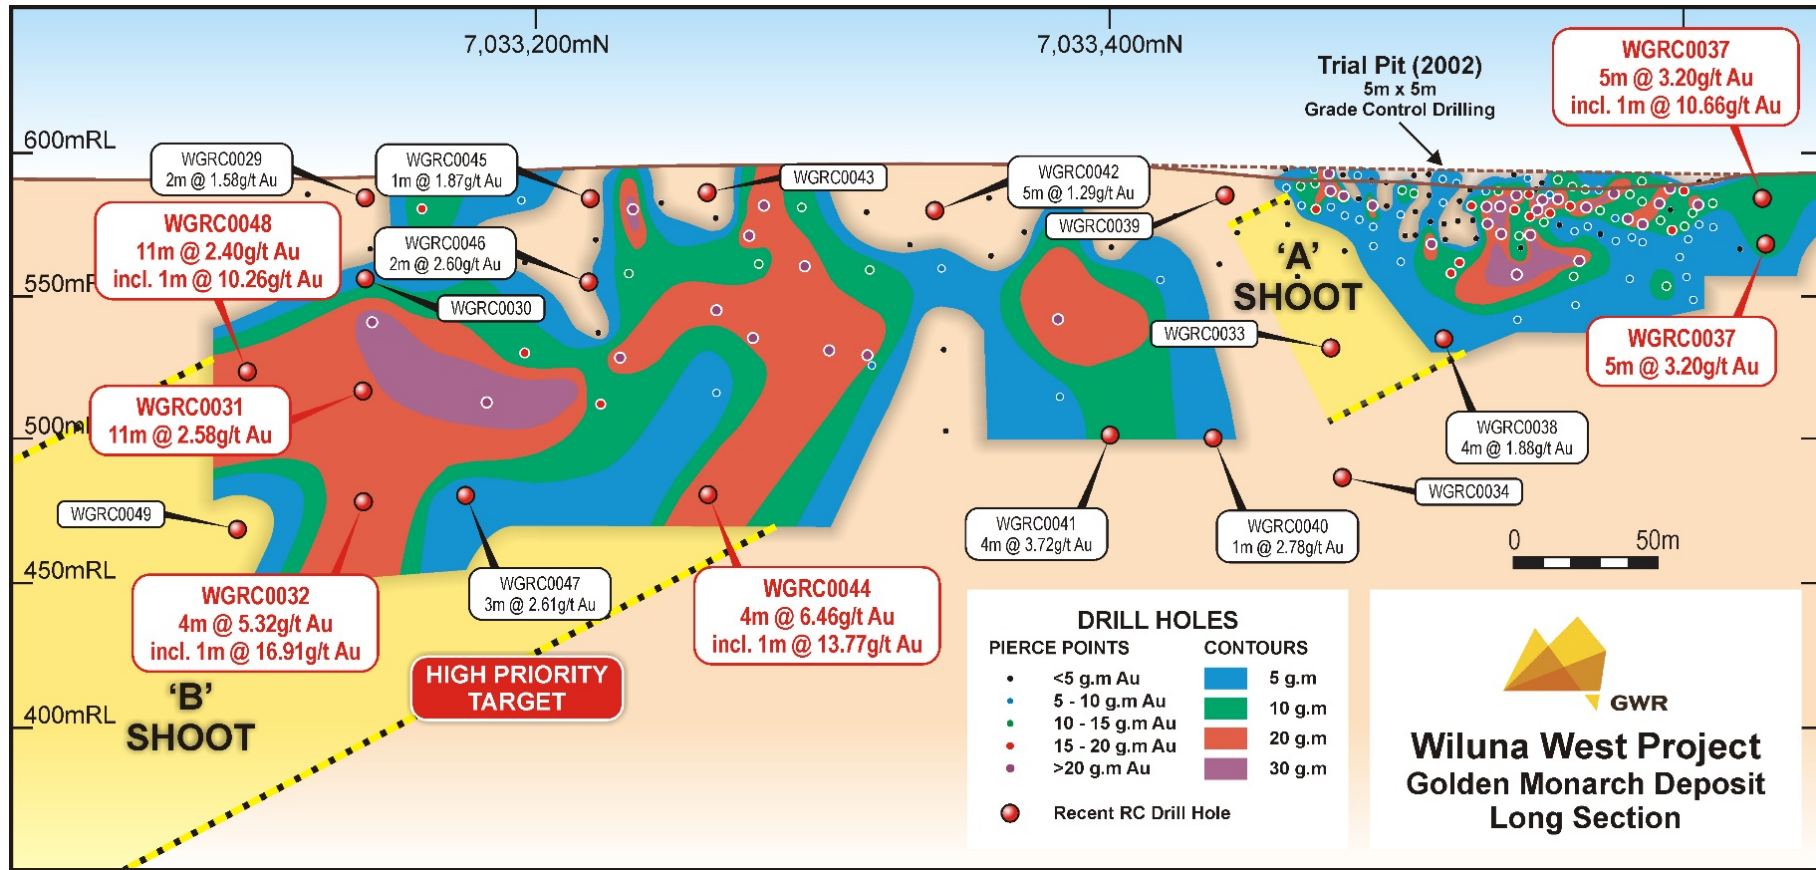 7,033,200mN
7,033,400mN
Trial Pit (2002)
5m x 5m
Grade Control Drilling
WGRC0037
5m @ 3.20g/t Au
incl. 1m @ 10.66g/t Au
600mRL
WGRC0029
2m @ 1.58g/t Au
WGRC0045
1m @ 1.87g/t Au
WGRC0043
WGRC0042
5m @ 1.29g/t Au
WGRC0039
WGRC0048
11m @ 2.40g/t Au
incl. 1m @ 10.26g/t Au
WGRC0046
2m @ 2.60g/t Au
550mRL
WGRC0030
'A'
SHOOT
WGRC0033
WGRC0037
5m @ 3.20g/t Au
WGRC0031
11m @ 2.58g/t Au
500mRL
WGRC0038
4m @ 1.88g/t Au
WGRC0034
WGRC0049
WGRC0041
4m @ 3.72g/t Au
WGRC0040
1m @ 2.78g/t Au
0 50m
450mRL
WGRC0032
4m @ 5.32g/t Au
incl. 1m @ 16.91g/t Au
WGRC0047
3m @ 2.61g/t Au
WGRC0044
4m @ 6.46g/t Au
incl. 1m @ 13.77g/t Au
HIGH PRIORITY
TARGET
'B'
SHOOT
400mRL
DRILL HOLES
PIERCE POINTS CONTOURS
<5 g.m Au 5 g.m
5 - 10 g.m Au 10 g.m
10 - 15 g.m Au
15 - 20 g.m Au 20 g.m
>20 g.m Au 30 g.m
Recent RC Drill Hole
GWR
Wiluna West Project
Golden Monarch Deposit
Long Section